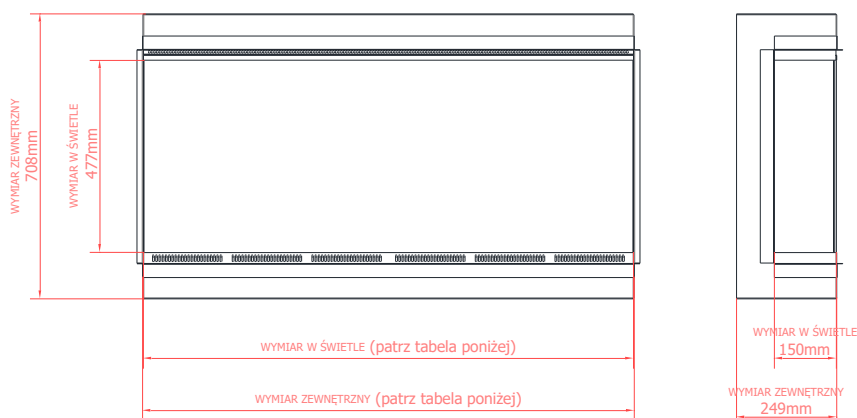 WYMIAR ZEWNĘTRZNY
708mm
WYMIAR W ŚWIETLE
477mm
WYMIAR W ŚWIETLE (patrz tabela poniżej)
WYMIAR ZEWNĘTRZNY (patrz tabela poniżej)
WYMIAR W ŚWIETLE
150mm
WYMIAR ZEWNĘTRZNY
249mm